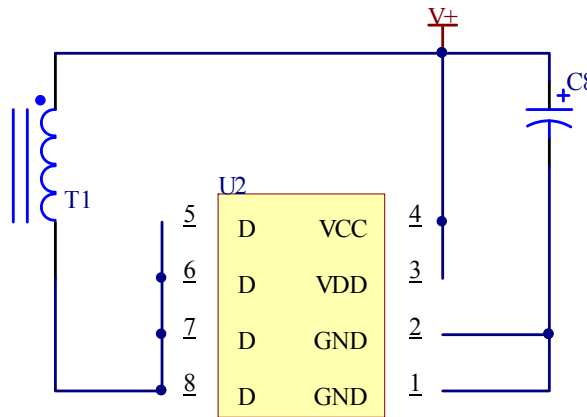 V+
+
C8
T1
U2
5 D VCC 4
6 D VDD 3
7 D GND 2
8 D GND 1